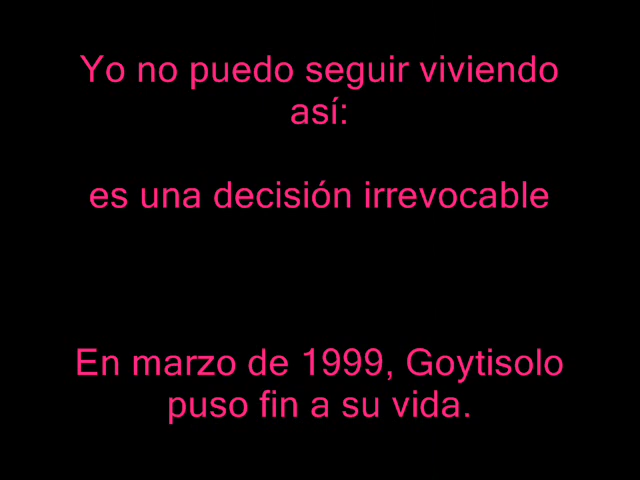 Yo no puedo seguir viviendo
así:
es una decisión irrevocable
En marzo de 1999, Goytisolo
puso fin a su vida.